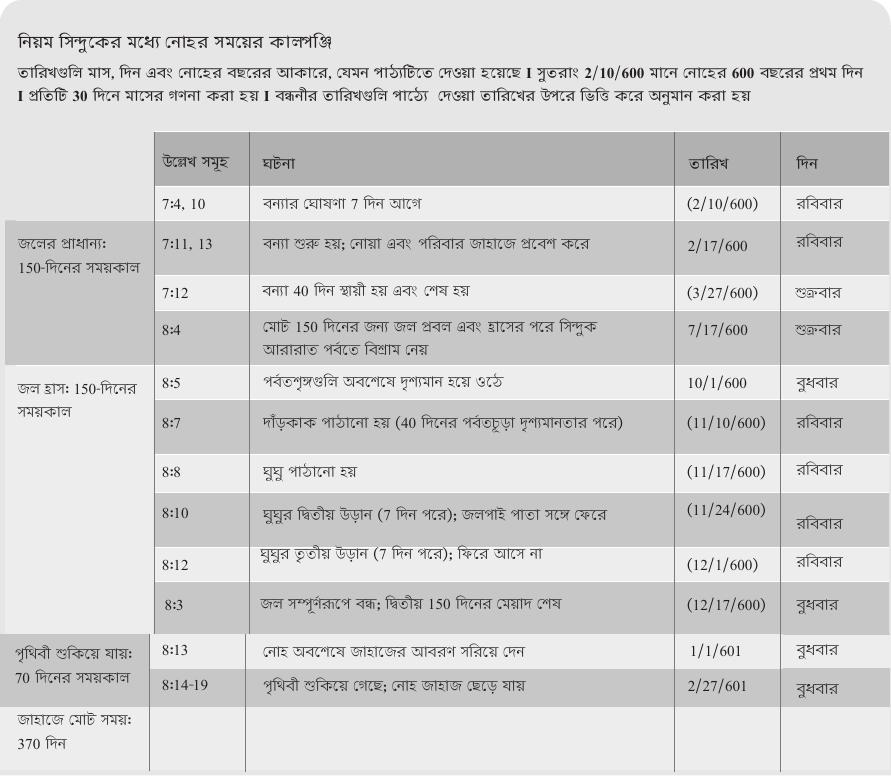 নিয়ম সিন্দুকের মধ্যে নোহর সময়ের কালপঞ্জি
তারিখগুলি মাস, দিন এবং নোহের বছরের আকারে, যেমন পাঠ্যটিতে দেওয়া হয়েছে I সুতরাং 2/10/600 মানে নোহের 600 বছরের প্রথম দিন
I প্রতিটি 30 দিনে মাসের গণনা করা হয় I বন্ধনীর তারিখগুলি পাঠ্যে দেওয়া তারিখের উপরে ভিত্তি করে অনুমান করা হয়
উল্লেখ সমূহ ঘটনা তারিখ দিন
7:4, 10 বন্যার ঘোষণা 7 দিন আগে (2/10/600) রবিবার
জলের প্রাধান্য: 7:11, 13 বন্যা শুরু হয়; নোয়া এবং পরিবার জাহাজে প্রবেশ করে 2/17/600 রবিবার
150-দিনের সময়কাল
7:12 বন্যা 40 দিন স্থায়ী হয় এবং শেষ হয় (3/27/600) শুক্রবার
8:4 মোট 150 দিনের জন্য জল প্রবল এবং হ্রাসের পরে সিন্দুক 7/17/600 শুক্রবার
আরারাত পর্বতে বিশ্রাম নেয়
জল হ্রাস: 150-দিনের 8:5 পর্বতশৃঙ্গগুলি অবশেষে দৃশ্যমান হয়ে ওঠে 10/1/600 বুধবার
সময়কাল
8:7 দাঁড়কাক পাঠানো হয় (40 দিনের পর্বতচূড়া দৃশ্যমানতার পরে) (11/10/600) রবিবার
8:8 ঘুঘু পাঠানো হয় (11/17/600) রবিবার
8:10 ঘুঘুর দ্বিতীয় উড়ান (7 দিন পরে); জলপাই পাতা সঙ্গে ফেরে (11/24/600) রবিবার
8:12 ঘুঘুর তৃতীয় উড়ান (7 দিন পরে); ফিরে আসে না (12/1/600) রবিবার
8:3 জল সম্পূর্ণরূপে বন্ধ; দ্বিতীয় 150 দিনের মেয়াদ শেষ (12/17/600) বুধবার
পৃথিবী শুকিয়ে যায়: 8:13 নোহ অবশেষে জাহাজের আবরণ সরিয়ে দেন 1/1/601 বুধবার
70 দিনের সময়কাল 8:14-19 পৃথিবী শুকিয়ে গেছে; নোহ জাহাজ ছেড়ে যায় 2/27/601 বুধবার
জাহাজে মোট সময়:
370 দিন